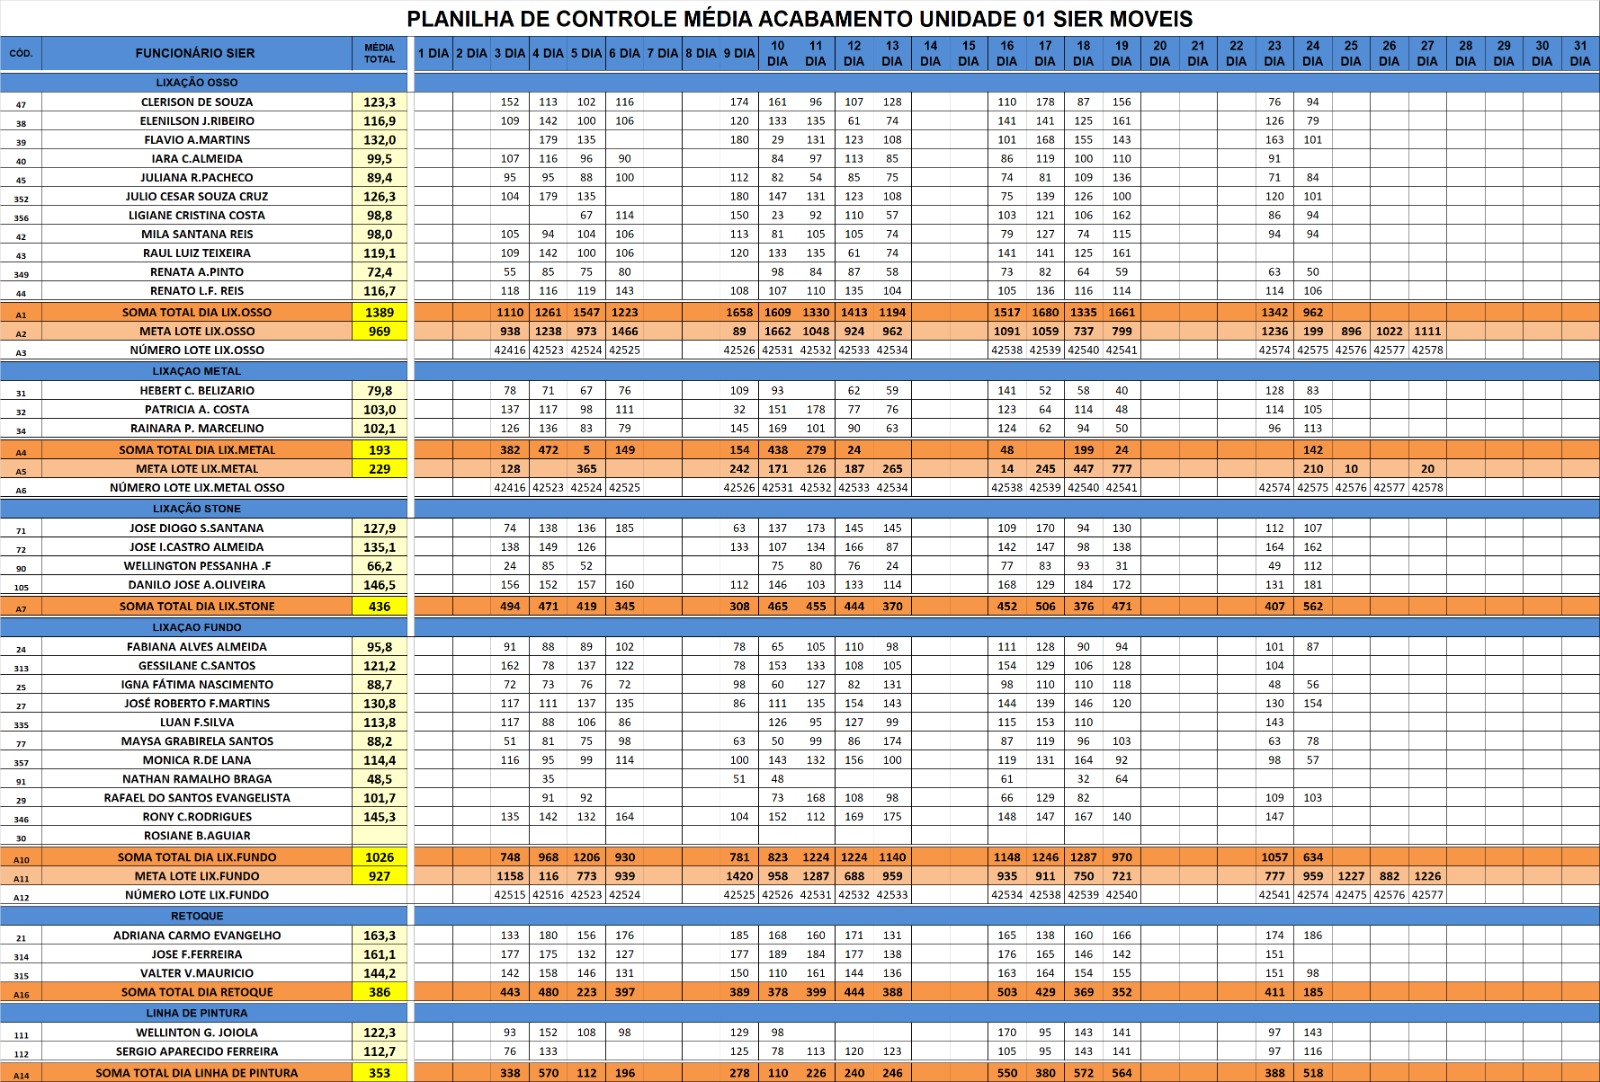 PLANILHA DE CONTROLE MÉDIA ACABAMENTO UNIDADE 01 SIER MOVEIS
CÓD. FUNCIONÁRIO SIER MÉDIA TOTAL 1 DIA 2 DIA 3 DIA 4 DIA 5 DIA 6 DIA 7 DIA 8 DIA 9 DIA 10 DIA 11 DIA 12 DIA 13 DIA 14 DIA 15 DIA 16 DIA 17 DIA 18 DIA 19 DIA 20 DIA 21 DIA 22 DIA 23 DIA 24 DIA 25 DIA 26 DIA 27 DIA 28 DIA 29 DIA 30 DIA 31 DIA
LIXAÇÃO OSSO
47 CLERISON DE SOUZA 123,3 152 113 102 116 174 161 96 107 128 110 178 87 156 76 94
38 ELENILSON J.RIBEIRO 116,9 109 142 100 106 120 133 135 61 74 141 141 125 161 126 79
39 FLAVIO A.MARTINS 132,0 179 135 180 29 131 123 108 101 168 155 143 163 101
40 IARA C.ALMEIDA 99,5 107 116 96 90 84 97 113 85 86 119 100 110 91
45 JULIANA R.PACHECO 89,4 95 95 88 100 112 82 54 85 75 74 81 109 136 71 84
352 JULIO CESAR SOUZA CRUZ 126,3 104 179 135 180 147 131 123 108 75 139 126 100 120 101
356 LIGIANE CRISTINA COSTA 98,8 67 114 150 23 92 110 57 103 121 106 162 86 94
42 MILA SANTANA REIS 98,0 105 94 104 106 113 81 105 105 74 79 127 74 115 94 94
43 RAUL LUIZ TEIXEIRA 119,1 109 142 100 106 120 133 135 61 74 141 141 125 161
349 RENATA A.PINTO 72,4 55 85 75 80 98 84 87 58 73 82 64 59 63 50
44 RENATO L.F. REIS 116,7 118 116 119 143 108 107 110 135 104 105 136 116 114 114 106
A1 SOMA TOTAL DIA LIX.OSSO 1389 1110 1261 1547 1223 1658 1609 1330 1413 1194 1517 1680 1335 1661 1342 962
A2 META LOTE LIX.OSSO 969 938 1238 973 1466 89 1662 1048 924 962 1091 1059 737 799 1236 199 896 1022 1111
A3 NÚMERO LOTE LIX.OSSO 42416 42523 42524 42525 42526 42531 42532 42533 42534 42538 42539 42540 42541 42574 42575 42576 42577 42578
LIXAÇAO METAL
31 HEBERT C. BELIZARIO 79,8 78 71 67 76 109 93 62 59 141 52 58 40 128 83
32 PATRICIA A. COSTA 103,0 137 117 98 111 32 151 178 77 76 123 64 114 48 114 105
34 RAINARA P. MARCELINO 102,1 126 136 83 79 145 169 101 90 63 124 62 94 50 96 113
A4 SOMA TOTAL DIA LIX.METAL 193 382 472 5 149 154 438 279 24 48 199 24 142
A5 META LOTE LIX.METAL 229 128 365 242 171 126 187 265 14 245 447 777 210 10 20
A6 NÚMERO LOTE LIX.METAL OSSO 42416 42523 42524 42525 42526 42531 42532 42533 42534 42538 42539 42540 42541 42574 42575 42576 42577 42578
LIXAÇÃO STONE
71 JOSE DIOGO S.SANTANA 127,9 74 138 136 185 63 137 173 145 145 109 170 94 130 112 107
72 JOSE I.CASTRO ALMEIDA 135,1 138 149 126 133 107 134 166 87 142 147 98 138 164 162
90 WELLINGTON PESSANHA .F 66,2 24 85 52 75 80 76 24 77 83 93 31 49 112
105 DANILO JOSE A.OLIVEIRA 146,5 156 152 157 160 112 146 103 133 114 168 129 184 172 131 181
A7 SOMA TOTAL DIA LIX.STONE 436 494 471 419 345 308 465 455 444 370 452 506 376 471 407 562
LIXAÇAO FUNDO
24 FABIANA ALVES ALMEIDA 95,8 91 88 89 102 78 65 105 110 98 111 128 90 94 101 87
313 GESSILANE C.SANTOS 121,2 162 78 137 122 78 153 133 108 105 154 129 106 128 104
25 IGNA FÁTIMA NASCIMENTO 88,7 72 73 76 72 98 60 127 82 131 98 110 110 118 48 56
27 JOSÉ ROBERTO F.MARTINS 130,8 117 111 137 135 86 111 135 154 143 144 139 146 120 130 154
335 LUAN F.SILVA 113,8 117 88 106 86 126 95 127 99 115 153 110 143
77 MAYSA GRABIRELA SANTOS 88,2 51 81 75 98 63 50 99 86 174 87 119 96 103 63 78
357 MONICA R.DE LANA 114,4 116 95 99 114 100 143 132 156 100 119 131 164 92 98 57
91 NATHAN RAMALHO BRAGA 48,5 35 51 48 61 32 64
29 RAFAEL DO SANTOS EVANGELISTA 101,7 91 92 73 168 108 98 66 129 82 109 103
346 RONY C.RODRIGUES 145,3 135 142 132 164 104 152 112 169 175 148 147 167 140 147
30 ROSIANE B.AGUIAR
A10 SOMA TOTAL DIA LIX.FUNDO 1026 748 968 1206 930 781 823 1224 1224 1140 1148 1246 1287 970 1057 634
A11 META LOTE LIX.FUNDO 927 1158 116 773 939 1420 958 1287 688 959 935 911 750 721 777 959 1227 882 1226
A12 NÚMERO LOTE LIX.FUNDO 42515 42516 42523 42524 42525 42526 42531 42532 42533 42534 42538 42539 42540 42541 42574 42475 42576 42577
RETOQUE
21 ADRIANA CARMO EVANGELHO 163,3 133 180 156 176 185 168 160 171 131 165 138 160 166 174 186
314 JOSE F.FERREIRA 161,1 177 175 132 127 177 189 184 177 138 176 165 146 142 151
315 VALTER V.MAURICIO 144,2 142 158 146 131 150 110 161 144 136 163 164 154 155 151 98
A16 SOMA TOTAL DIA RETOQUE 386 443 480 223 397 389 378 399 444 388 503 429 369 352 411 185
LINHA DE PINTURA
111 WELLINTON G. JOIOLA 122,3 93 152 108 98 129 98 170 95 143 141 97 143
112 SERGIO APARECIDO FERREIRA 112,7 76 133 125 78 113 120 123 105 95 143 141 97 116
A14 SOMA TOTAL DIA LINHA DE PINTURA 353 338 570 112 196 278 110 226 240 246 550 380 572 564 388 518